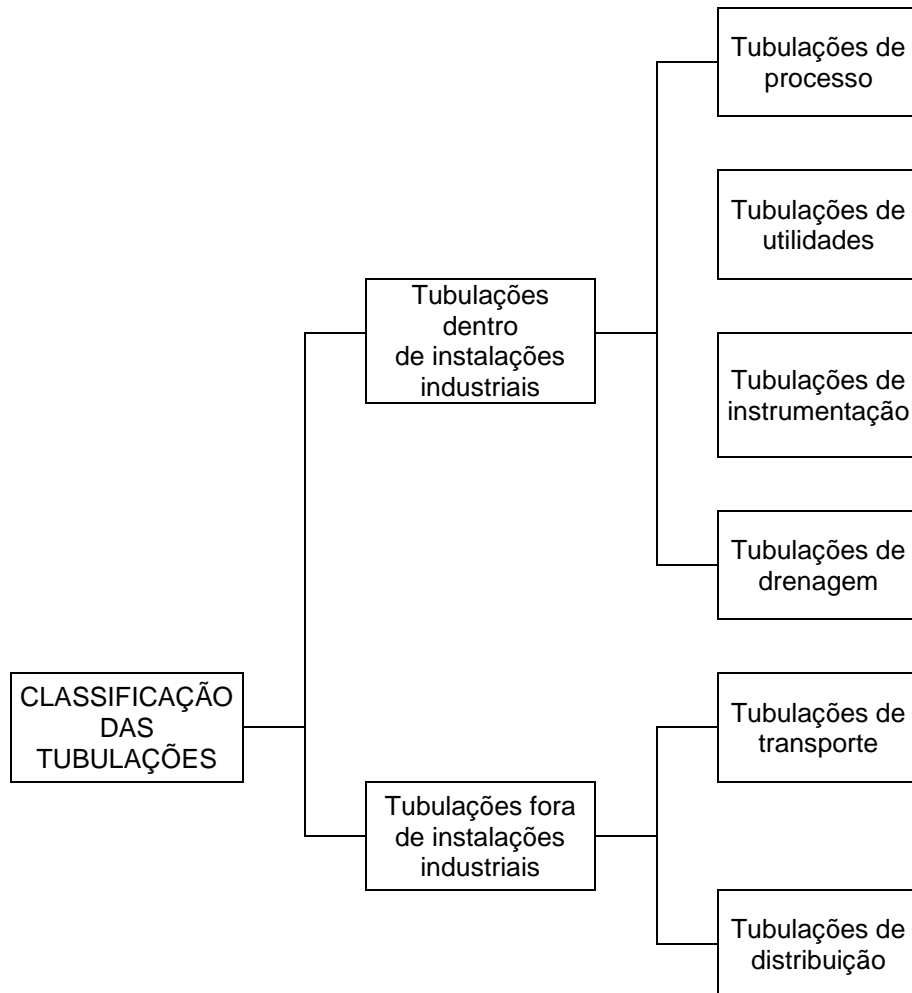 Tubulações de
processo
Tubulações de
utilidades
Tubulações
dentro
de instalações
industriais
Tubulações de
instrumentação
Tubulações de
drenagem
CLASSIFICAÇÃO
DAS
TUBULAÇÕES
Tubulações de
transporte
Tubulações fora
de instalações
industriais
Tubulações de
distribuição